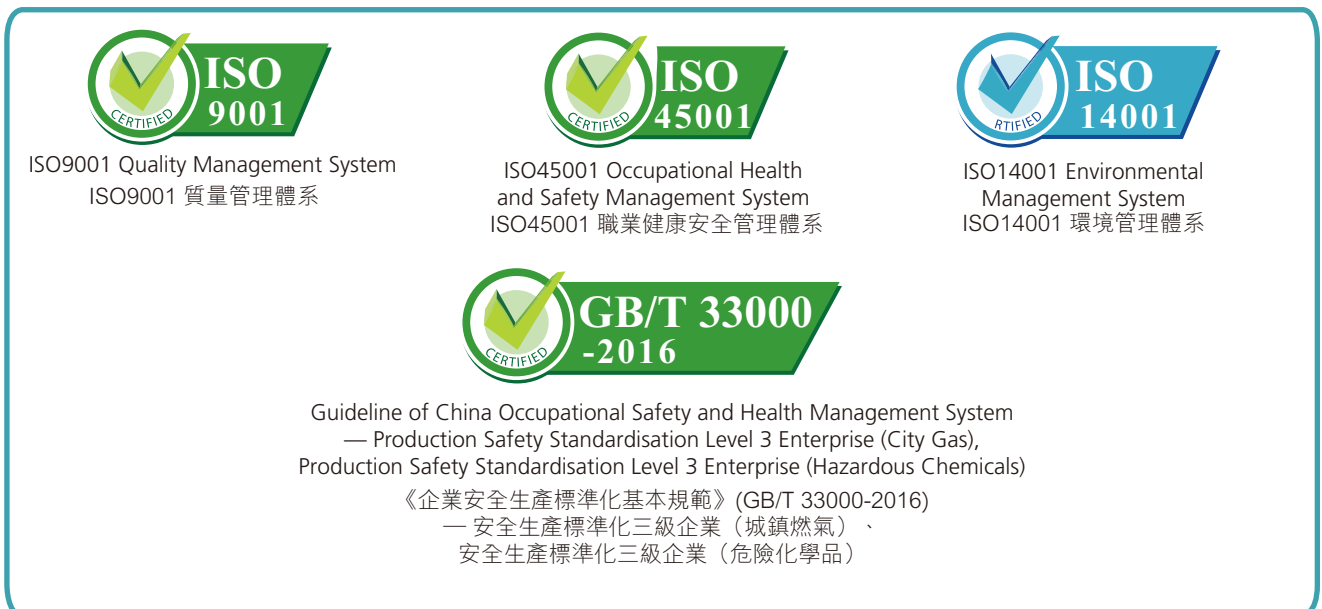 ISO
9001
CERTIFIED
ISO9001 Quality Management System
ISO9001 質量管理體系
ISO
45001
CERTIFIED
ISO45001 Occupational Health
and Safety Management System
ISO45001 職業健康安全管理體系
ISO
14001
RTIFIED
ISO14001 Environmental
Management System
ISO14001 環境管理體系
GB/T 33000
-2016
CERTIFIED
Guideline of China Occupational Safety and Health Management System
— Production Safety Standardisation Level 3 Enterprise (City Gas),
Production Safety Standardisation Level 3 Enterprise (Hazardous Chemicals)
《企業安全生產標準化基本規範》(GB/T 33000-2016)
— 安全生產標準化三級企業（城鎮燃氣）、
安全生產標準化三級企業（危險化學品）